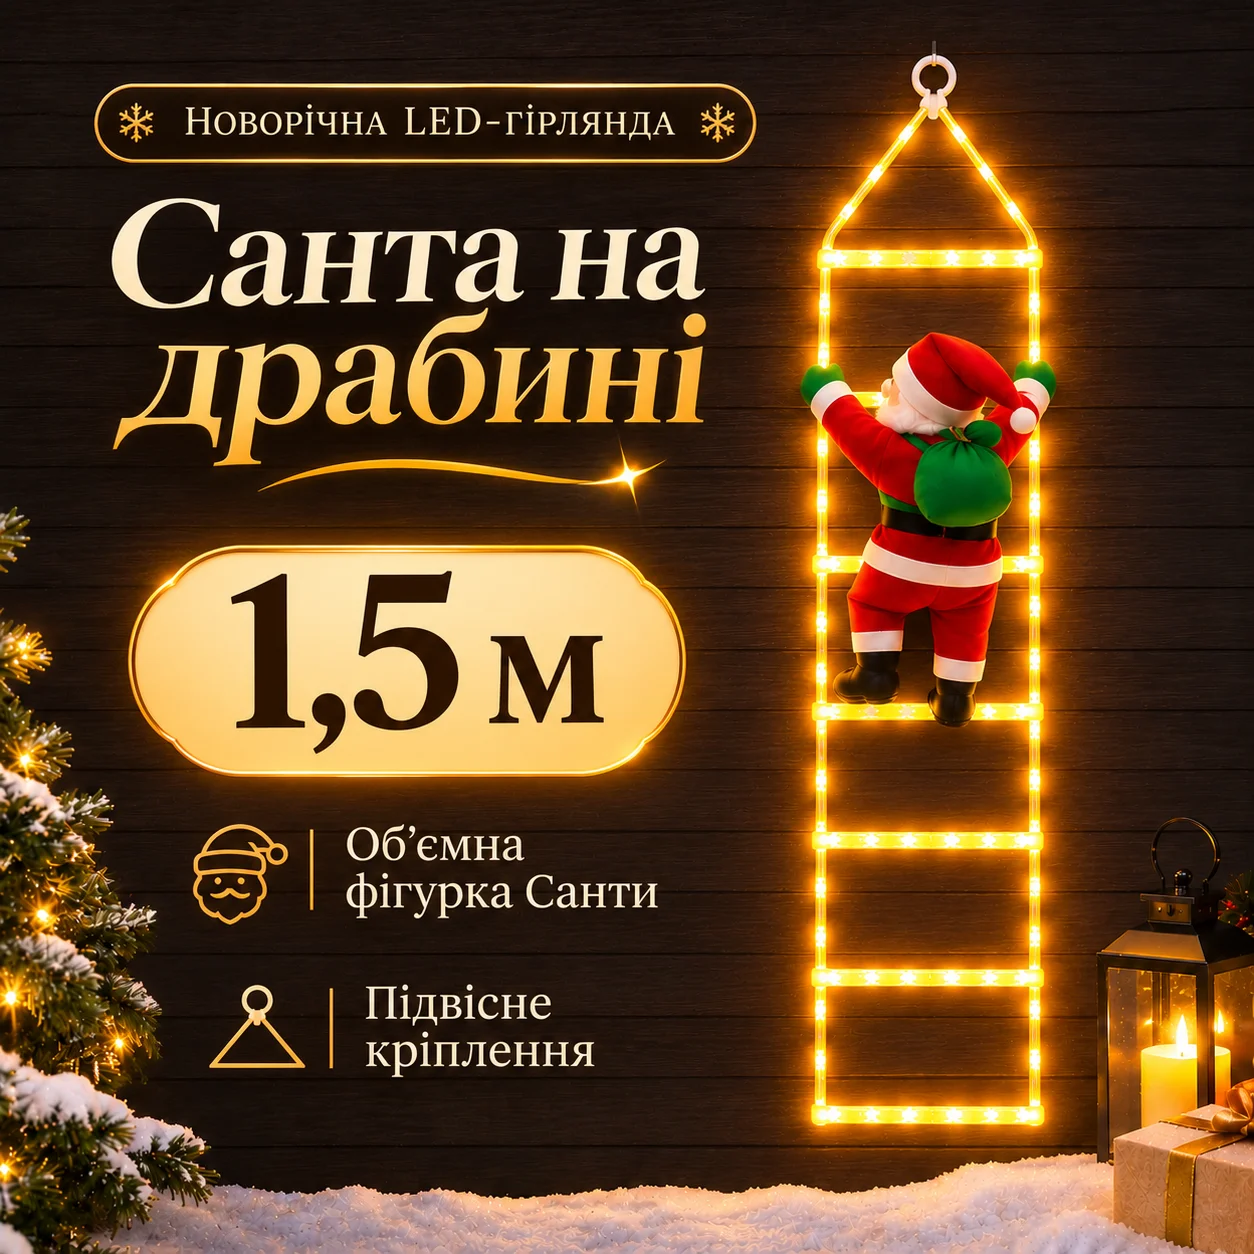 Новорічна LED-гірлянда
Санта на
драбині
1,5 м
Об’ємна
фігурка Санти
Підвісне
кріплення